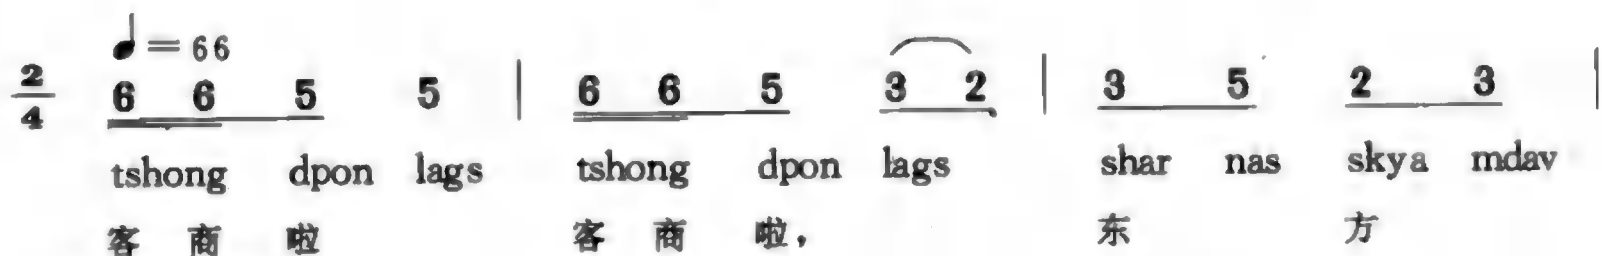 ♩= 66
2/4 6 6 5 5 | 6 6 5 3 2 | 3 5 2 3 |
tshong dpon lags tshong dpon lags shar nas skya mdav
客 商 啦 客 商 啦, 东 方